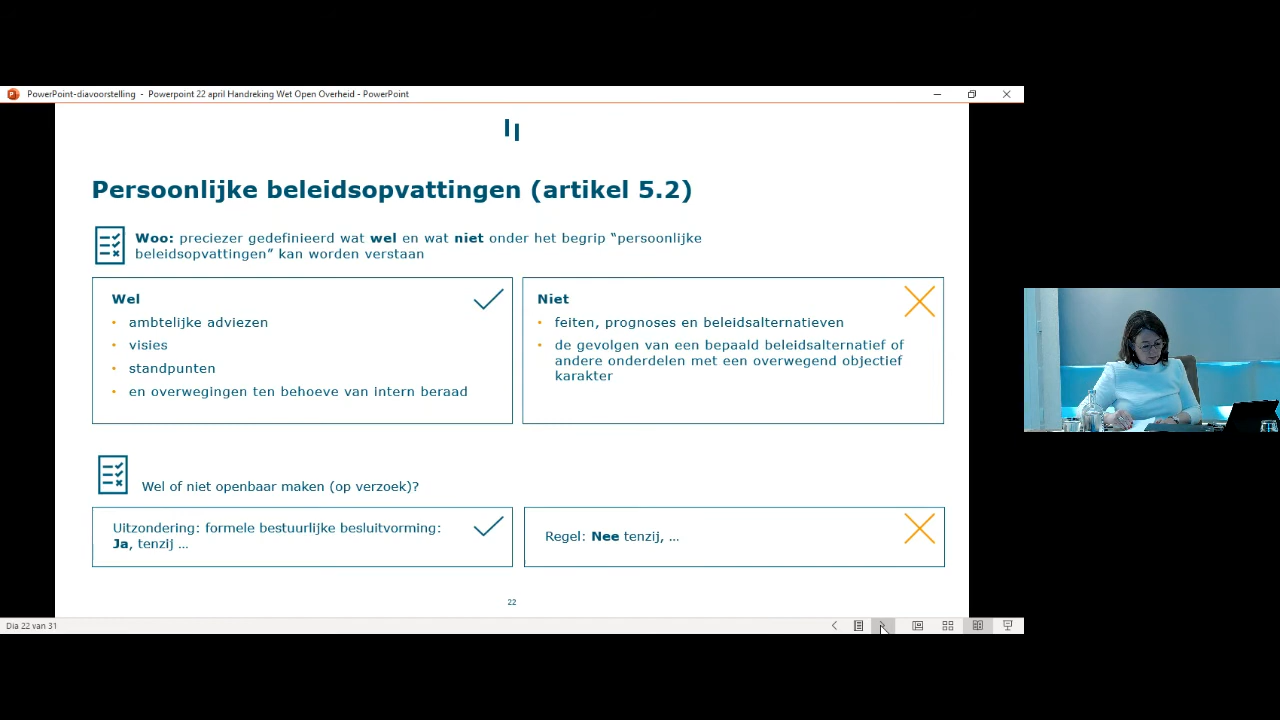 PowerPoint-diavoorstelling - Powerpoint 22 april Handreking Wet Open Overheid - PowerPoint
Persoonlijke beleidsopvattingen (artikel 5.2)
Woo: preciezer gedefinieerd wat wel en wat niet onder het begrip “persoonlijke
beleidsopvattingen” kan worden verstaan
Wel
• ambtelijke adviezen
• visies
• standpunten
• en overwegingen ten behoeve van intern beraad
Niet
• feiten, prognoses en beleidsalternatieven
• de gevolgen van een bepaald beleidsalternatief of
andere onderdelen met een overwegend objectief
karakter
Wel of niet openbaar maken (op verzoek)?
Uitzondering: formele bestuurlijke besluitvorming:
Ja, tenzij ...
Regel: Nee tenzij, ...
22
Dia 22 van 31